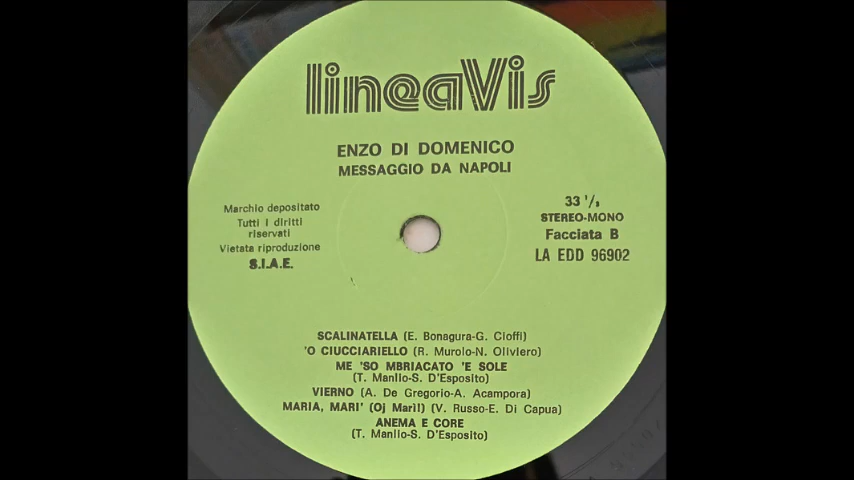 lineaVis
ENZO DI DOMENICO
MESSAGGIO DA NAPOLI
Marchio depositato
Tutti i diritti
riservati
Vietata riproduzione
S.I.A.E.
33 1/3
STEREO-MONO
Facciata B
LA EDD 96902
SCALINATELLA (E. Bonagura-G. Cioffi)
'O CIUCCIARIELLO (R. Murolo-N. Oliviero)
ME 'SO MBRIACATO 'E SOLE
(T. Manlio-S. D'Esposito)
VIERNO (A. De Gregorio-A. Acampora)
MARIA, MARI' (Oj Marì!) (V. Russo-E. Di Capua)
ANEMA E CORE
(T. Manlio-S. D'Esposito)